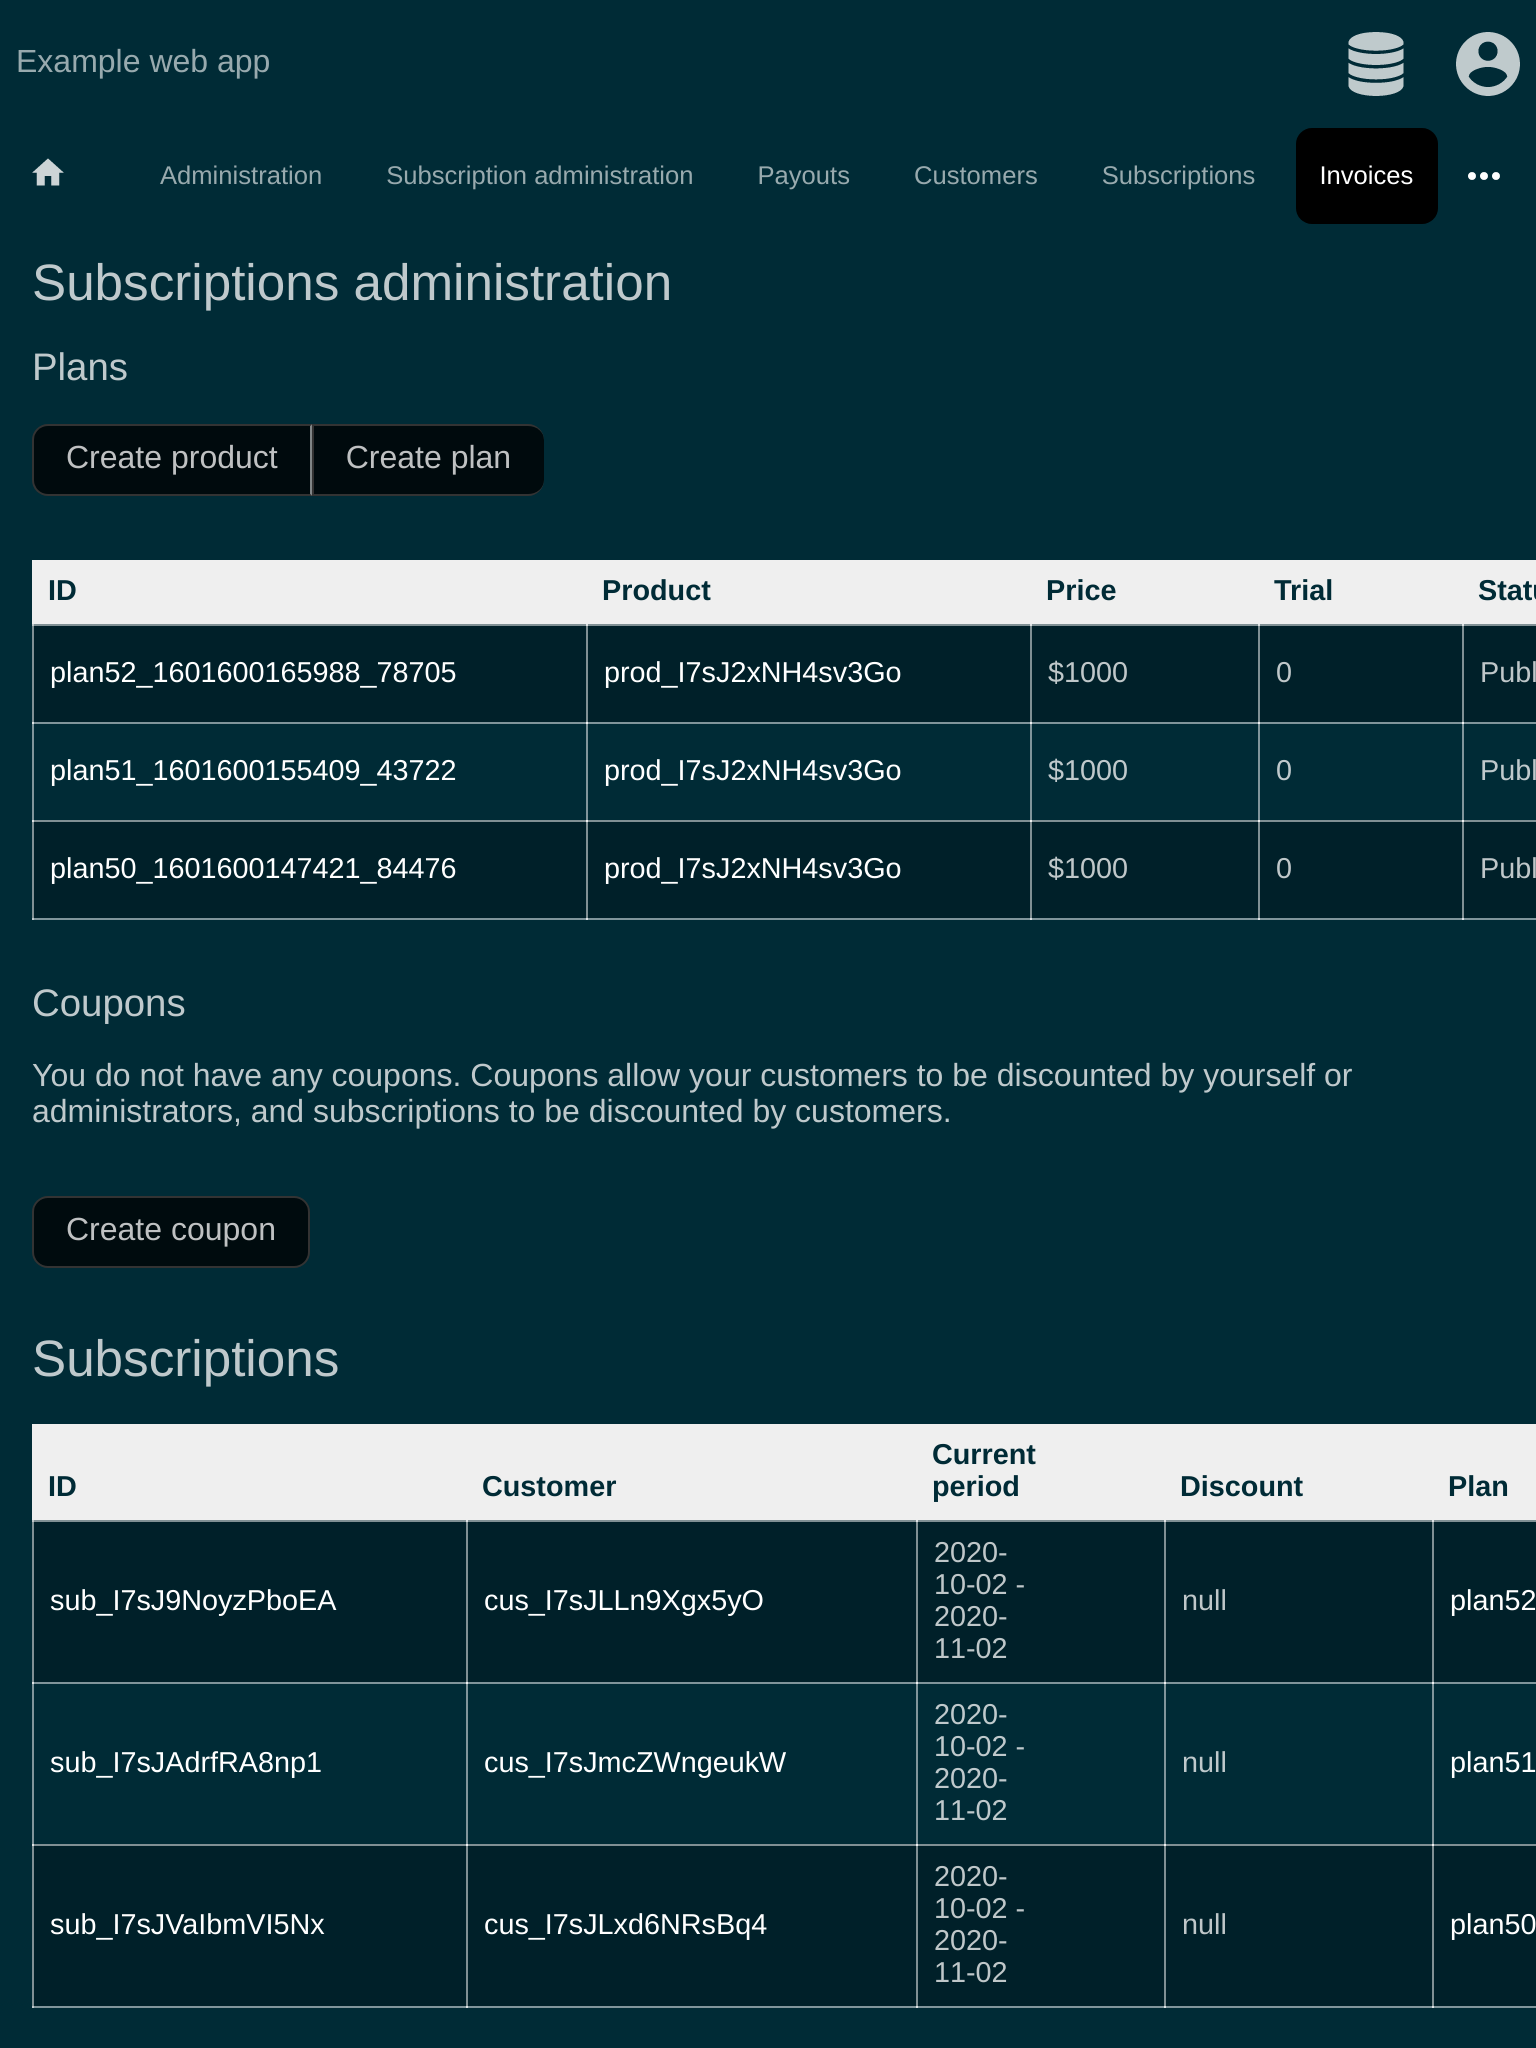 Example web app
Administration Subscription administration Payouts Customers Subscriptions Invoices
Subscriptions administration
Plans
Create product Create plan
ID Product Price Trial
plan52_1601600165988_78705 prod_I7sJ2xNH4sv3Go $1000 0 Publ
plan51_1601600155409_43722 prod_I7sJ2xNH4sv3Go $1000 0 Publ
plan50_1601600147421_84476 prod_I7sJ2xNH4sv3Go $1000 0 Publ
Coupons
You do not have any coupons. Coupons allow your customers to be discounted by yourself or
administrators, and subscriptions to be discounted by customers.
Create coupon
Subscriptions
ID Customer Current period Discount Plan
sub_I7sJ9NoyzPboEA cus_I7sJLLn9Xgx5yO 2020-10-02 - 2020-11-02 null plan52
sub_I7sJAdrfRA8np1 cus_I7sJmcZWngeukW 2020-10-02 - 2020-11-02 null plan51
sub_I7sJVaIbmVI5Nx cus_I7sJLxd6NRsBq4 2020-10-02 - 2020-11-02 null plan50